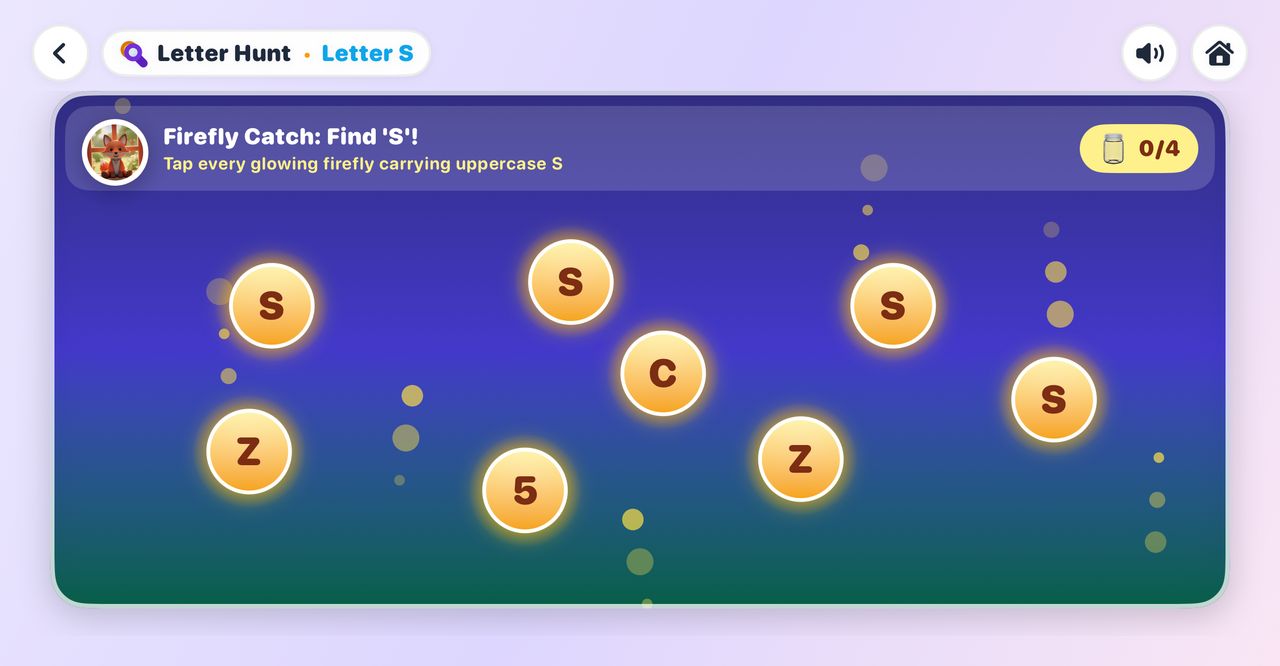 Letter Hunt • Letter S
Firefly Catch: Find 'S'!
Tap every glowing firefly carrying uppercase S
0/4
S
S
S
C
S
Z
5
Z